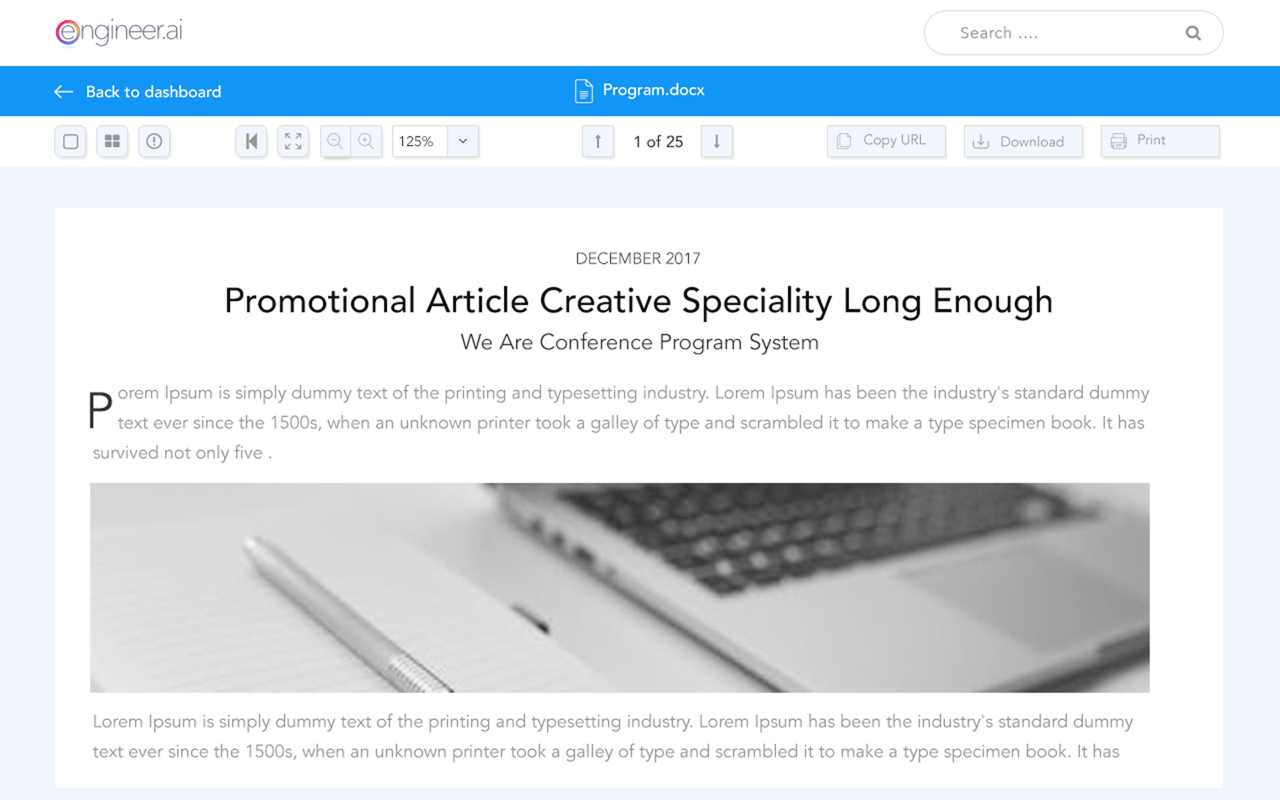 engineer.ai
Search ....
Back to dashboard
Program.docx
125%
1 of 25
Copy URL
Download
Print
DECEMBER 2017
Promotional Article Creative Speciality Long Enough
We Are Conference Program System
Porem Ipsum is simply dummy text of the printing and typesetting industry. Lorem Ipsum has been the industry's standard dummy
text ever since the 1500s, when an unknown printer took a galley of type and scrambled it to make a type specimen book. It has
survived not only five .
Lorem Ipsum is simply dummy text of the printing and typesetting industry. Lorem Ipsum has been the industry's standard dummy
text ever since the 1500s, when an unknown printer took a galley of type and scrambled it to make a type specimen book. It has